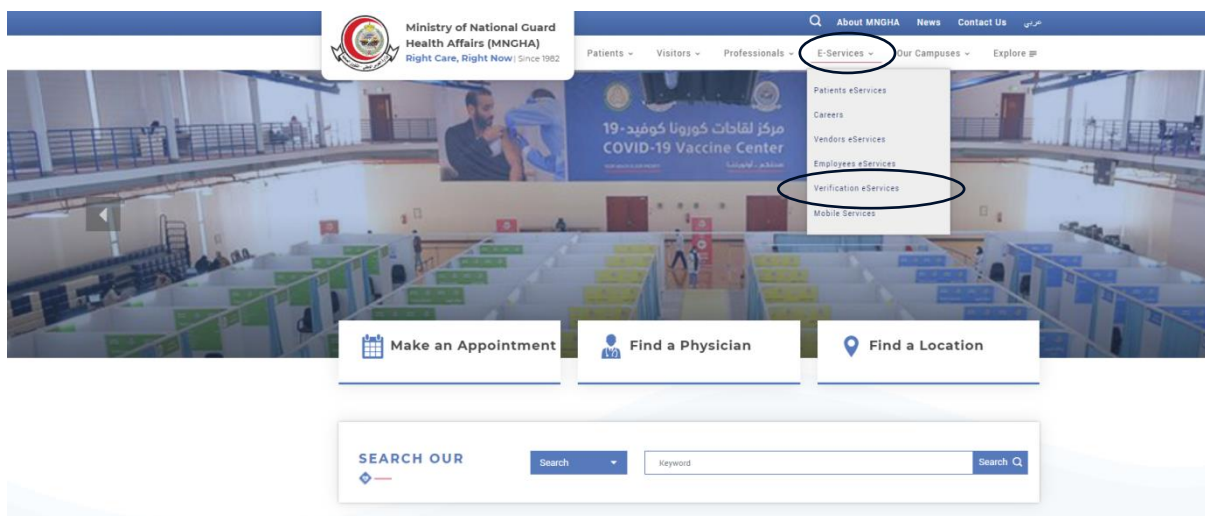 Ministry of National Guard
Health Affairs (MNGHA)
Right Care, Right Now | Since 1982
About MNGHA News Contact Us عربي
Patients Visitors Professionals E-Services Our Campuses Explore
Patients eServices
Careers
Vendors eServices
Employees eServices
Verification eServices
Mobile Services
مركز لقاحات كورونا كوفيد-19
COVID-19 Vaccine Center
Make an Appointment
Find a Physician
Find a Location
SEARCH OUR
Search
Keyword
Search